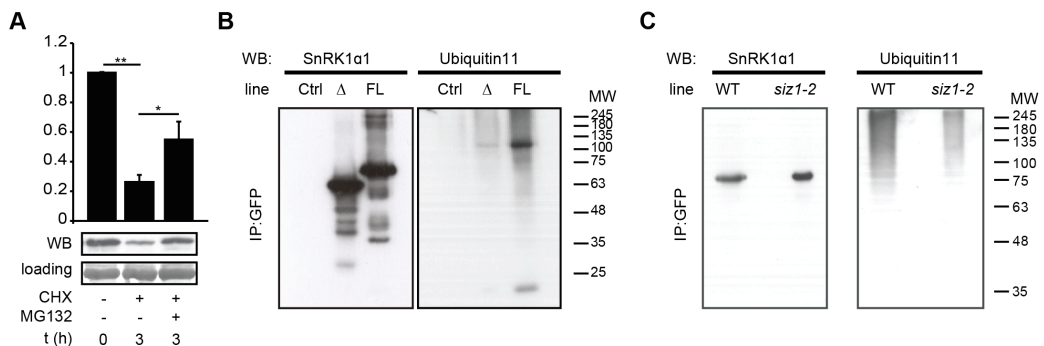 A
1.2
1
0.8
0.6
0.4
0.2
0
**
*
WB
loading
CHX - + +
MG132 - - +
t (h) 0 3 3
B
WB: SnRK1α1 Ubiquitin11
line Ctrl Δ FL Ctrl Δ FL
MW
IP:GFP
245
180
135
100
75
63
48
35
25
C
WB: SnRK1α1 Ubiquitin11
line WT siz1-2 WT siz1-2
MW
IP:GFP
245
180
135
100
75
63
48
35